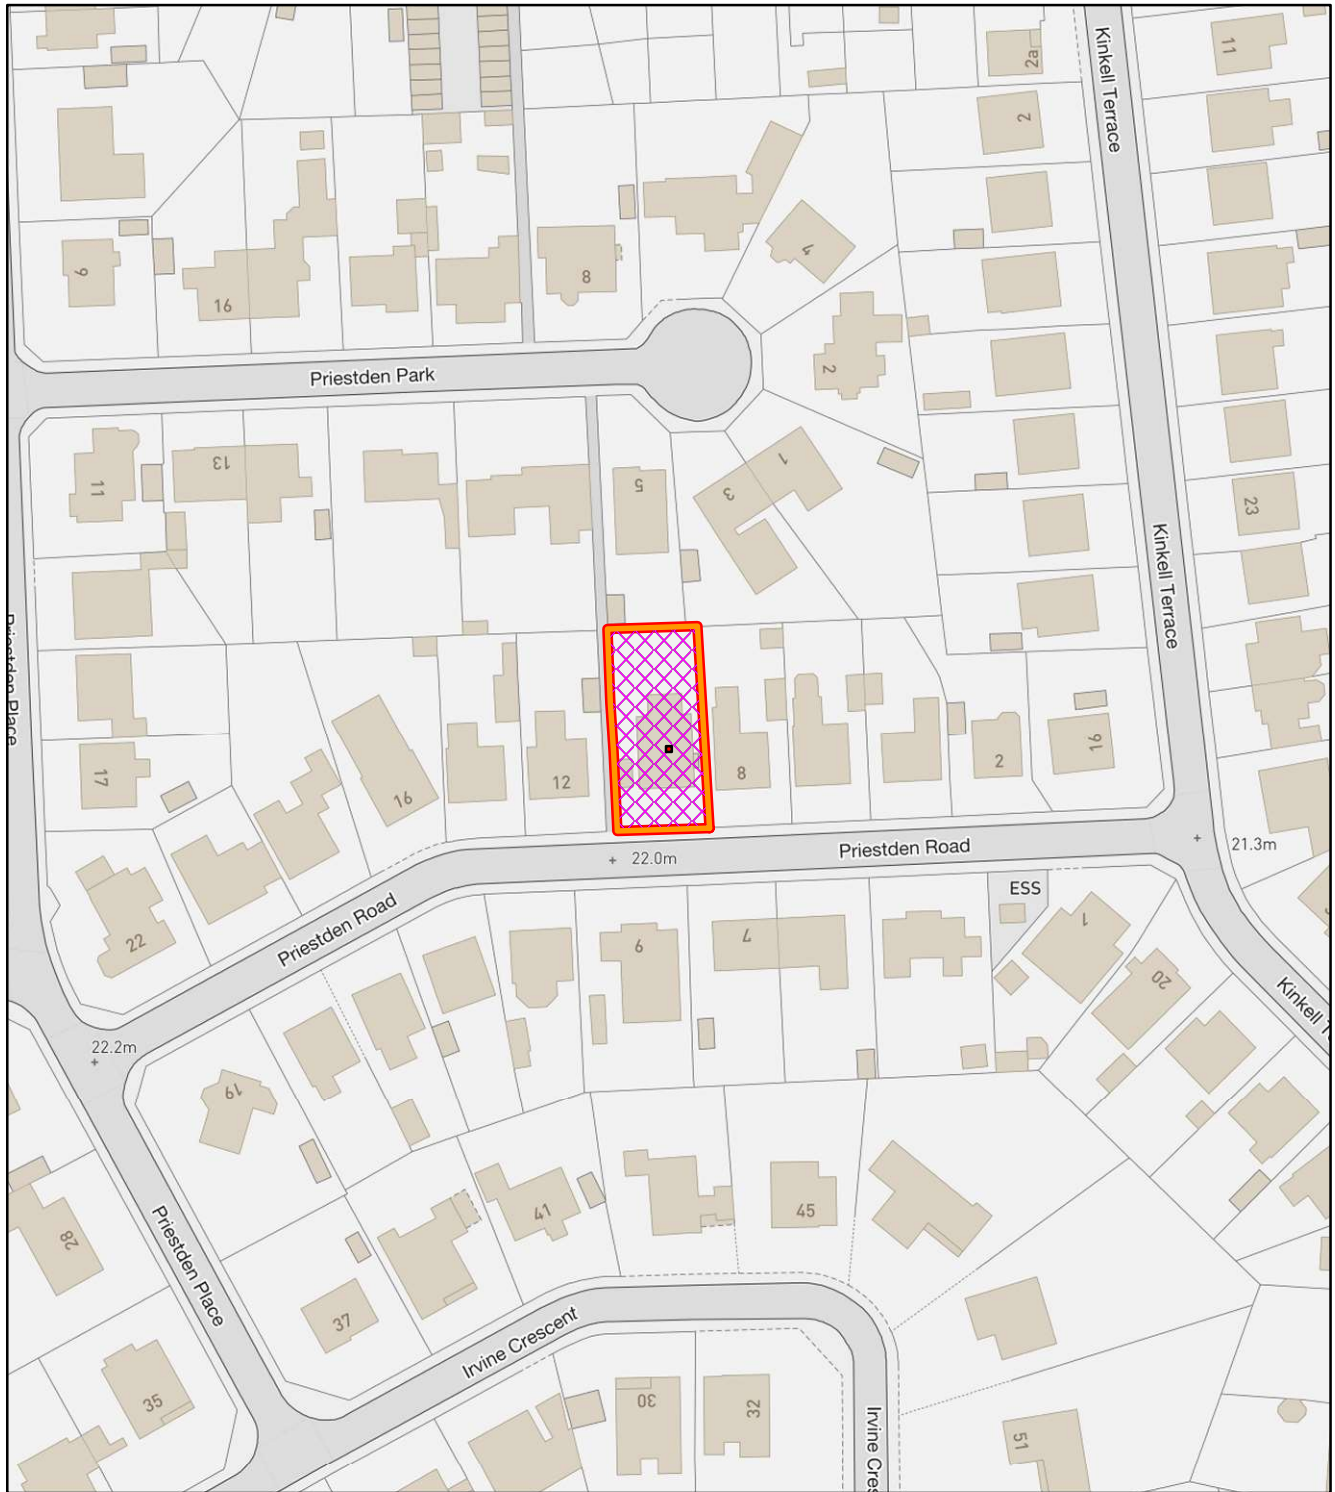 Kinkell Terrace
11
2a
2
9
16
8
4
Priestden Park
2
11
13
5
3
1
23
Kinkell Terrace
Priestden Place
17
16
12
8
2
16
22.0m
Priestden Road
21.3m
ESS
22
Priestden Road
9
7
1
20
Kinkell T
22.2m
19
28
Priestden Place
41
45
37
Irvine Crescent
35
30
32
Irvine Cres
51